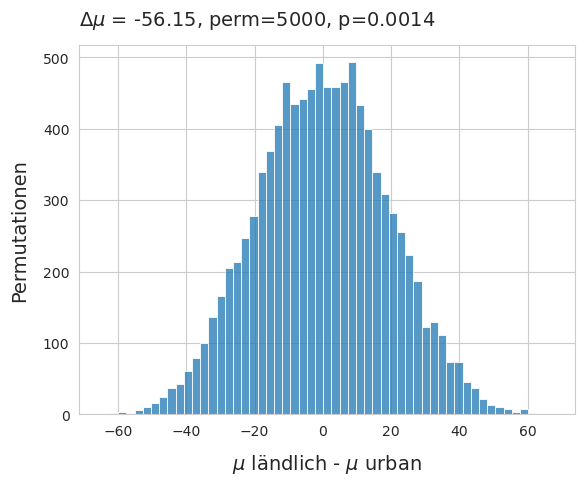 Δμ = -56.15, perm=5000, p=0.0014
500
400
300
200
100
0
Permutationen
−60 −40 −20 0 20 40 60
μ ländlich - μ urban